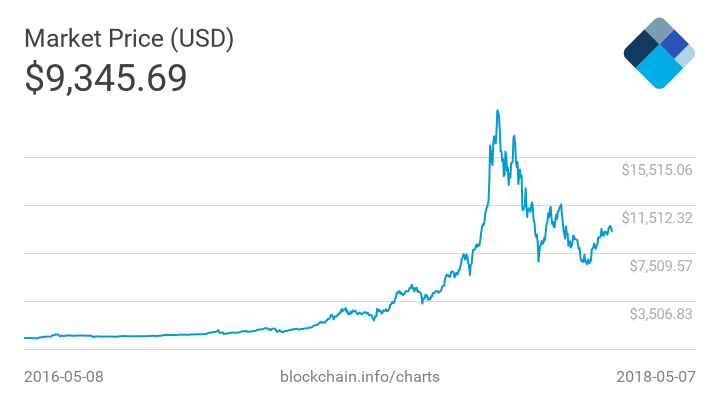 Market Price (USD)
$9,345.69
$15,515.06
$11,512.32
$7,509.57
$3,506.83
2016-05-08 blockchain.info/charts 2018-05-07